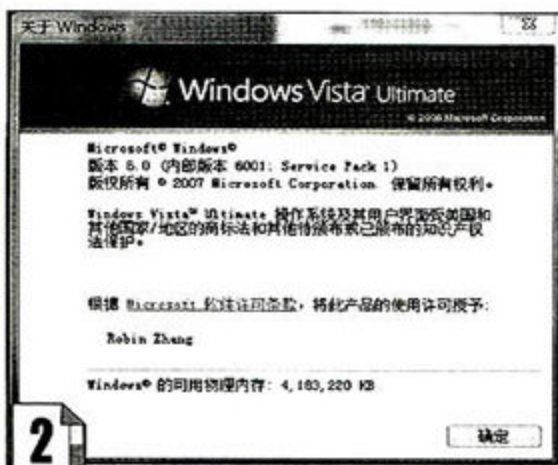 关于 Windows
Windows Vista Ultimate
© 2006 Microsoft Corporation
Microsoft® Windows®
版本 6.0 (内部版本 6001: Service Pack 1)
版权所有 © 2007 Microsoft Corporation. 保留所有权利。
Windows Vista™ Ultimate 操作系统及其用户界面受美国和
其他国家/地区的商标法和其他待颁布或已颁布的知识产权
法保护。
根据 Microsoft 软件许可条款, 将此产品的使用许可授予:
Robin Zhang
Windows® 的可用物理内存: 4,183,220 KB
确定
2